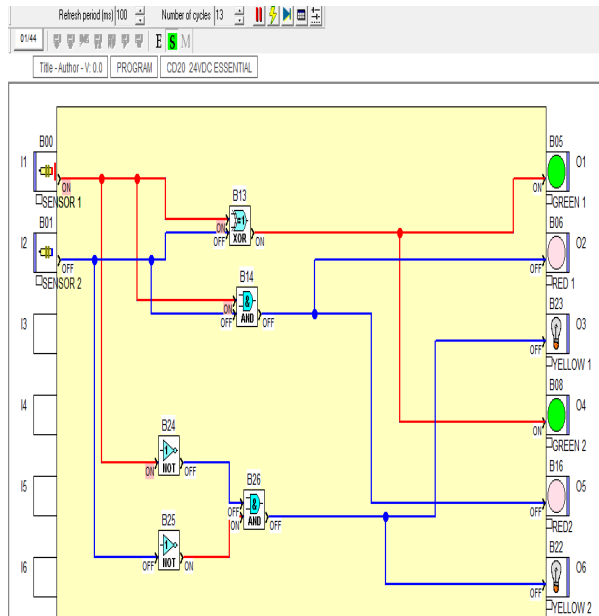 Refresh period (ms) 100 Number of cycles 13
01/44 E S M
Title - Author - V: 0.0 PROGRAM CD20 24VDC ESSENTIAL
B00 B05
I1 O1
ON ON
SENSOR 1 GREEN 1
B13
ON
=1
XOR
OFF ON
B01 B06
I2 O2
OFF OFF
SENSOR 2 RED 1
B14
ON
&
AND
OFF OFF
B23
I3 O3
OFF
YELLOW 1
B08
I4 O4
ON
GREEN 2
B24
1
NOT
ON OFF
B16
I5 O5
OFF
RED2
B26
OFF
&
AND
ON OFF
B25
1
NOT
OFF ON
B22
I6 O6
OFF
YELLOW 2